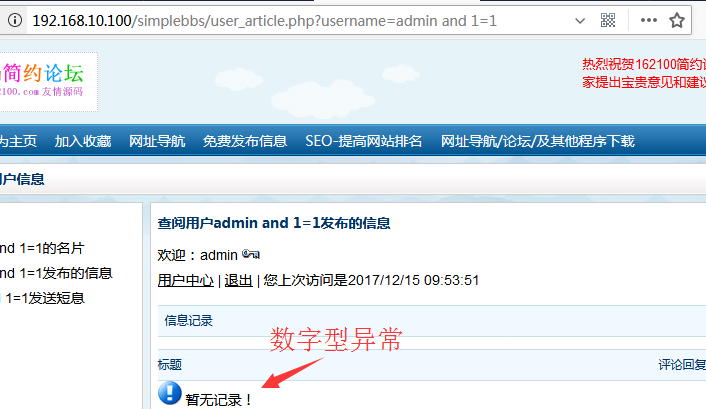 192.168.10.100/simplebbs/user_article.php?username=admin and 1=1
简约论坛
2100.com 友情源码
热烈祝贺162100简约
家提出宝贵意见和建
为主页 加入收藏 网址导航 免费发布信息 SEO-提高网站排名 网址导航/论坛/及其他程序下载
用户信息
nd 1=1的名片
nd 1=1发布的信息
1=1发送短息
查阅用户admin and 1=1发布的信息
欢迎：admin
用户中心 | 退出 | 您上次访问是2017/12/15 09:53:51
信息记录
数字型异常
标题 评论回复
暂无记录！